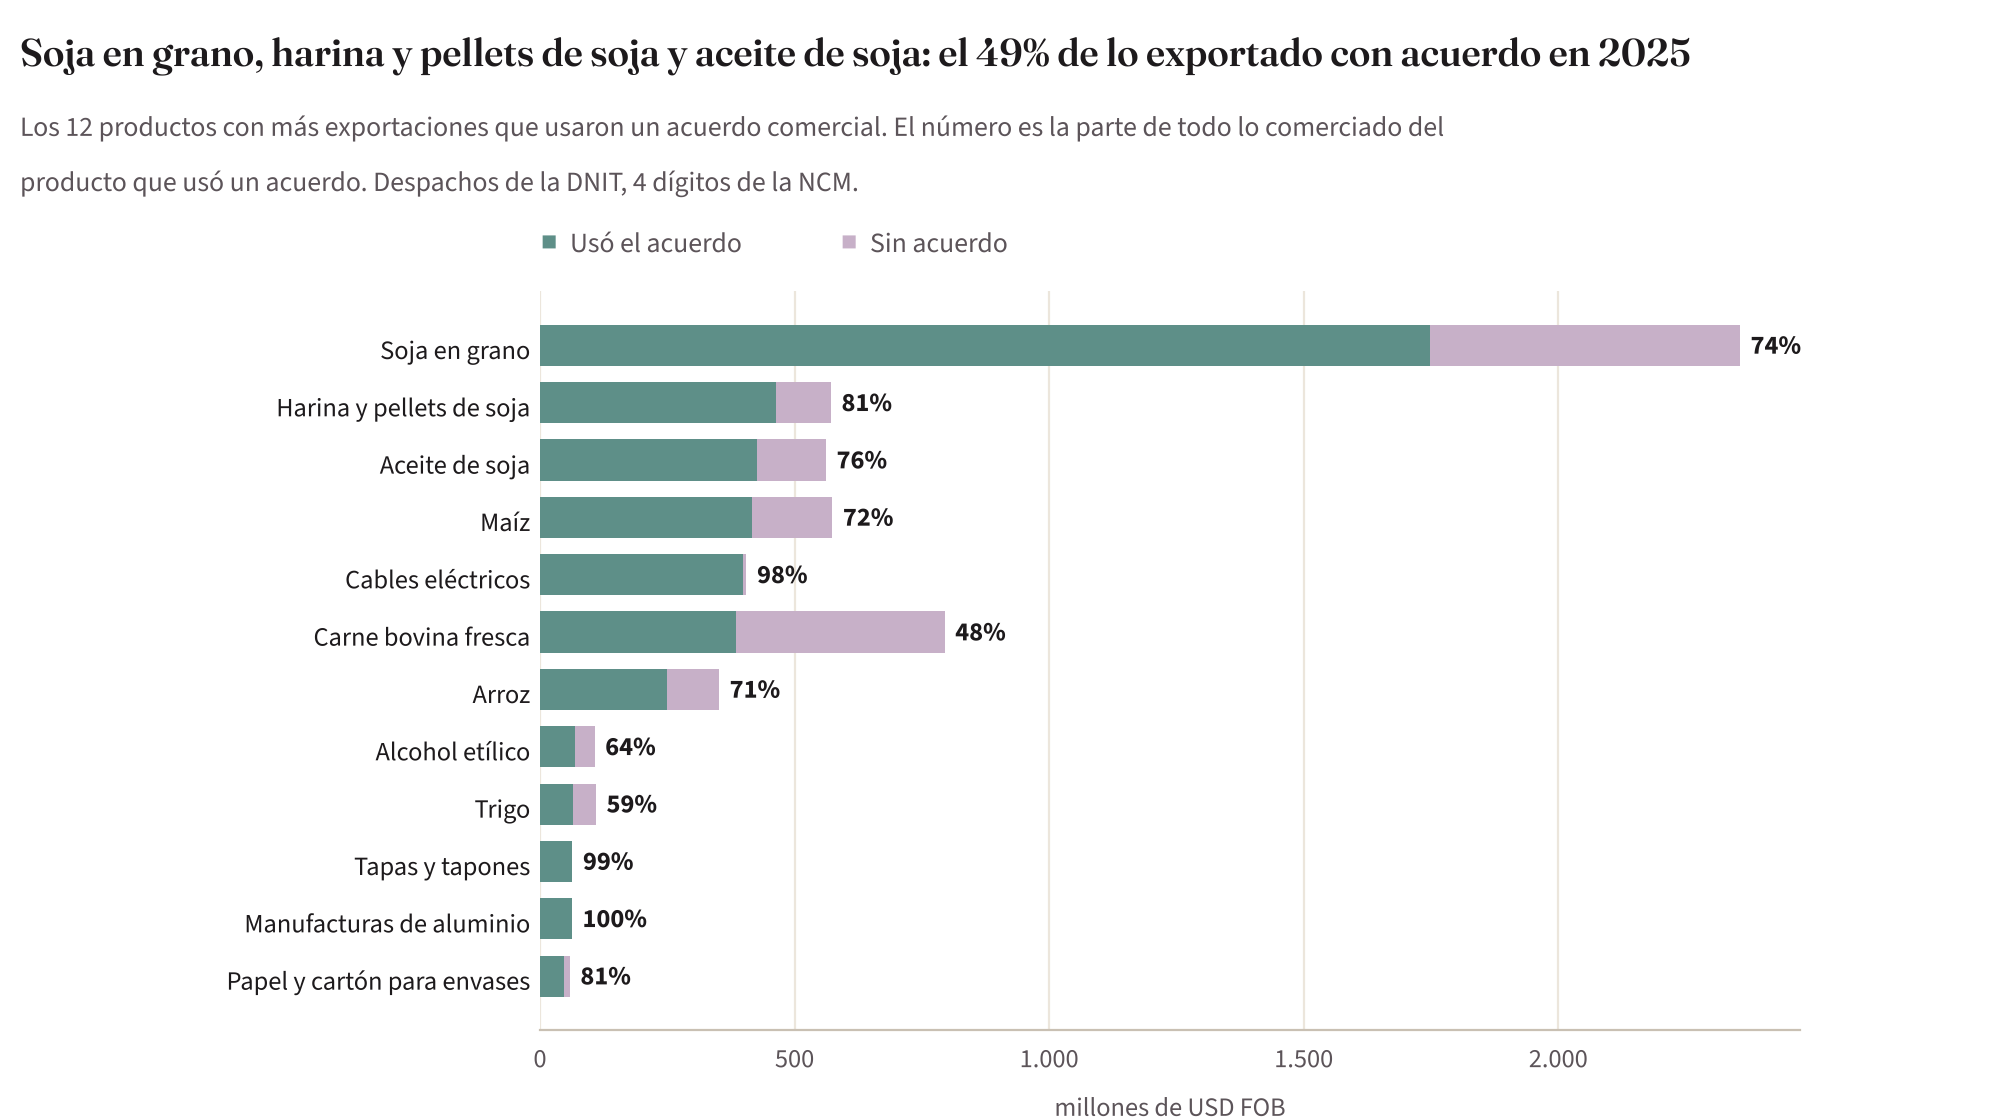 Soja en grano, harina y pellets de soja y aceite de soja: el 49% de lo exportado con acuerdo en 2025
Los 12 productos con más exportaciones que usaron un acuerdo comercial. El número es la parte de todo lo comerciado del
producto que usó un acuerdo. Despachos de la DNIT, 4 dígitos de la NCM.
Usó el acuerdo
Sin acuerdo
Soja en grano 74%
Harina y pellets de soja 81%
Aceite de soja 76%
Maíz 72%
Cables eléctricos 98%
Carne bovina fresca 48%
Arroz 71%
Alcohol etílico 64%
Trigo 59%
Tapas y tapones 99%
Manufacturas de aluminio 100%
Papel y cartón para envases 81%
0 500 1.000 1.500 2.000
millones de USD FOB